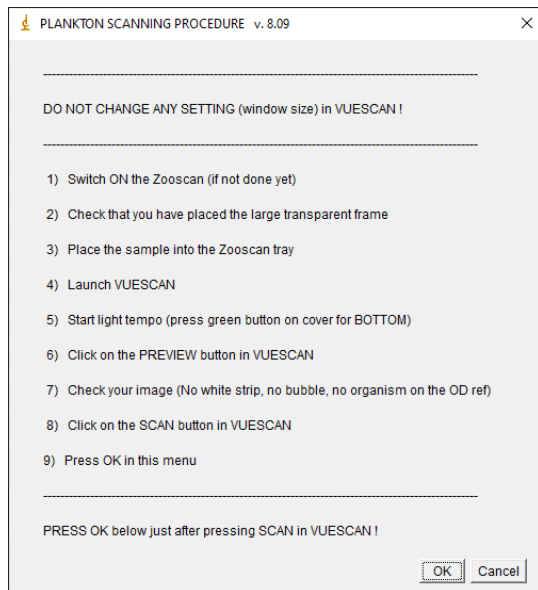 PLANKTON SCANNING PROCEDURE v. 8.09
--------------------------------------------------------------------------------------------------------------
DO NOT CHANGE ANY SETTING (window size) in VUESCAN !
--------------------------------------------------------------------------------------------------------------
1) Switch ON the Zooscan (if not done yet)
2) Check that you have placed the large transparent frame
3) Place the sample into the Zooscan tray
4) Launch VUESCAN
5) Start light tempo (press green button on cover for BOTTOM)
6) Click on the PREVIEW button in VUESCAN
7) Check your image (No white strip, no bubble, no organism on the OD ref)
8) Click on the SCAN button in VUESCAN
9) Press OK in this menu
--------------------------------------------------------------------------------------------------------------
PRESS OK below just after pressing SCAN in VUESCAN !
OK Cancel